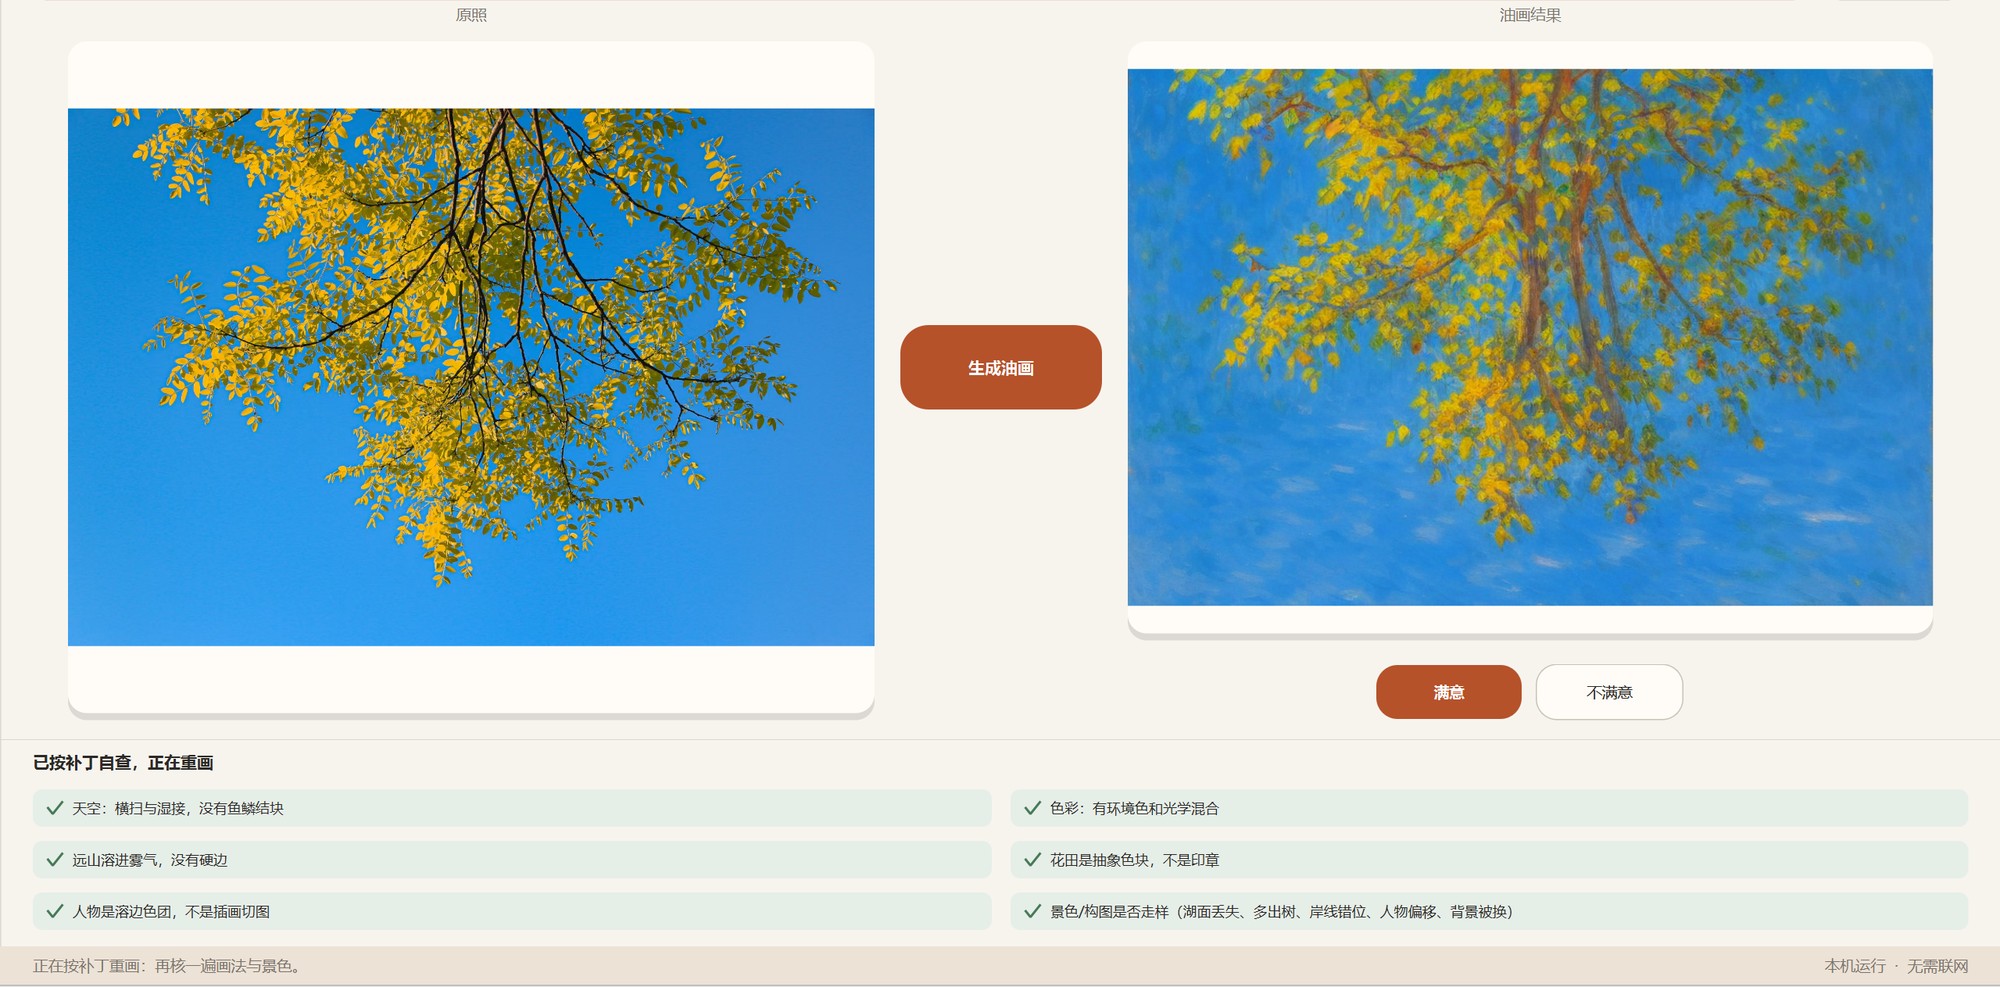 原照
油画结果
生成油画
满意
不满意
已按补丁自查，正在重画
天空：横扫与湿接，没有鱼鳞结块
色彩：有环境色和光学混合
远山溶进雾气，没有硬边
花田是抽象色块，不是印章
人物是溶边色团，不是插画切图
景色/构图是否走样（湖面丢失、多出树、岸线错位、人物偏移、背景被换）
正在按补丁重画：再核一遍画法与景色。
本机运行 · 无需联网